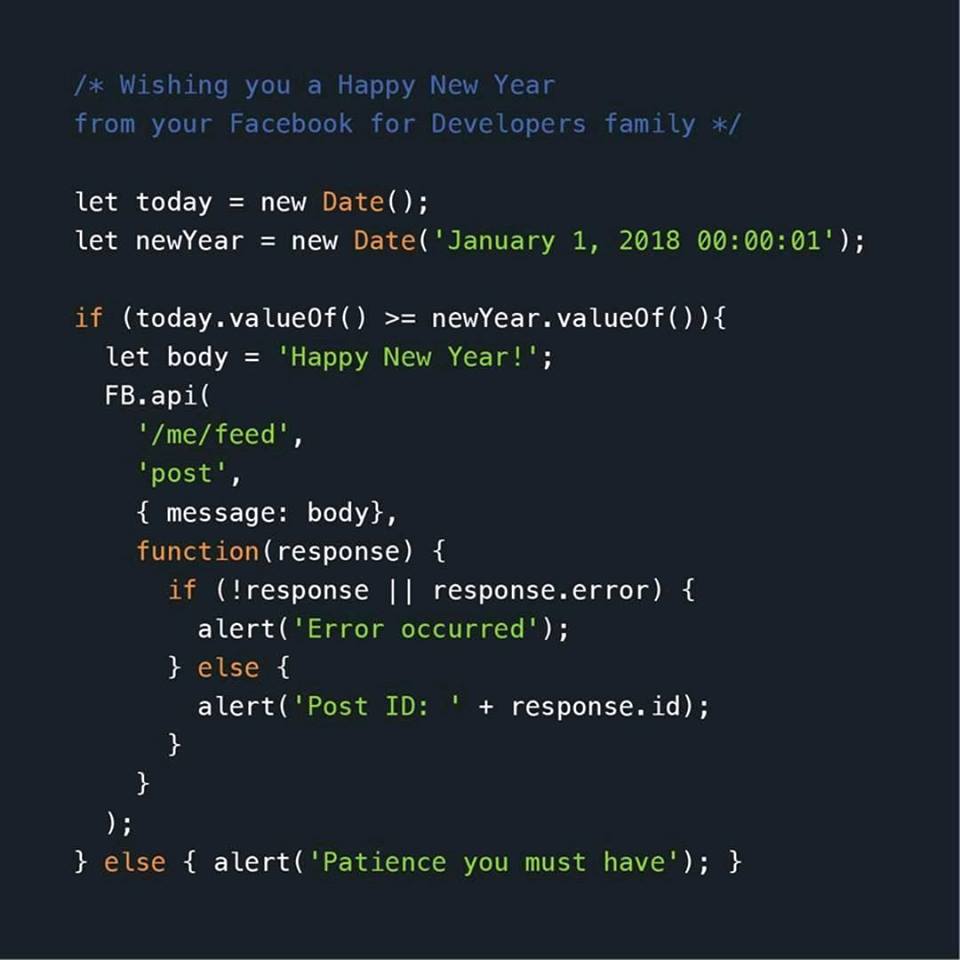 /* Wishing you a Happy New Year
from your Facebook for Developers family */
let today = new Date();
let newYear = new Date('January 1, 2018 00:00:01');
if (today.valueOf() >= newYear.valueOf()){
  let body = 'Happy New Year!';
  FB.api(
    '/me/feed',
    'post',
    { message: body},
    function(response) {
      if (!response || response.error) {
        alert('Error occurred');
      } else {
        alert('Post ID: ' + response.id);
      }
    }
  );
} else { alert('Patience you must have'); }